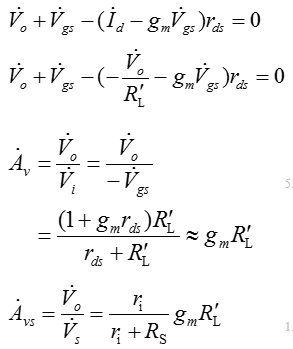 V̇ₒ + V̇gs − (İd − gmV̇gs)rds = 0
V̇ₒ + V̇gs − (−V̇ₒ/R′L − gmV̇gs)rds = 0
Ȧv = V̇ₒ/V̇i = V̇ₒ/−V̇gs
5.
= (1 + gmrds)R′L/(rds + R′L) ≈ gmR′L
Ȧvs = V̇ₒ/V̇s = ri/(ri + RS) gmR′L
1.